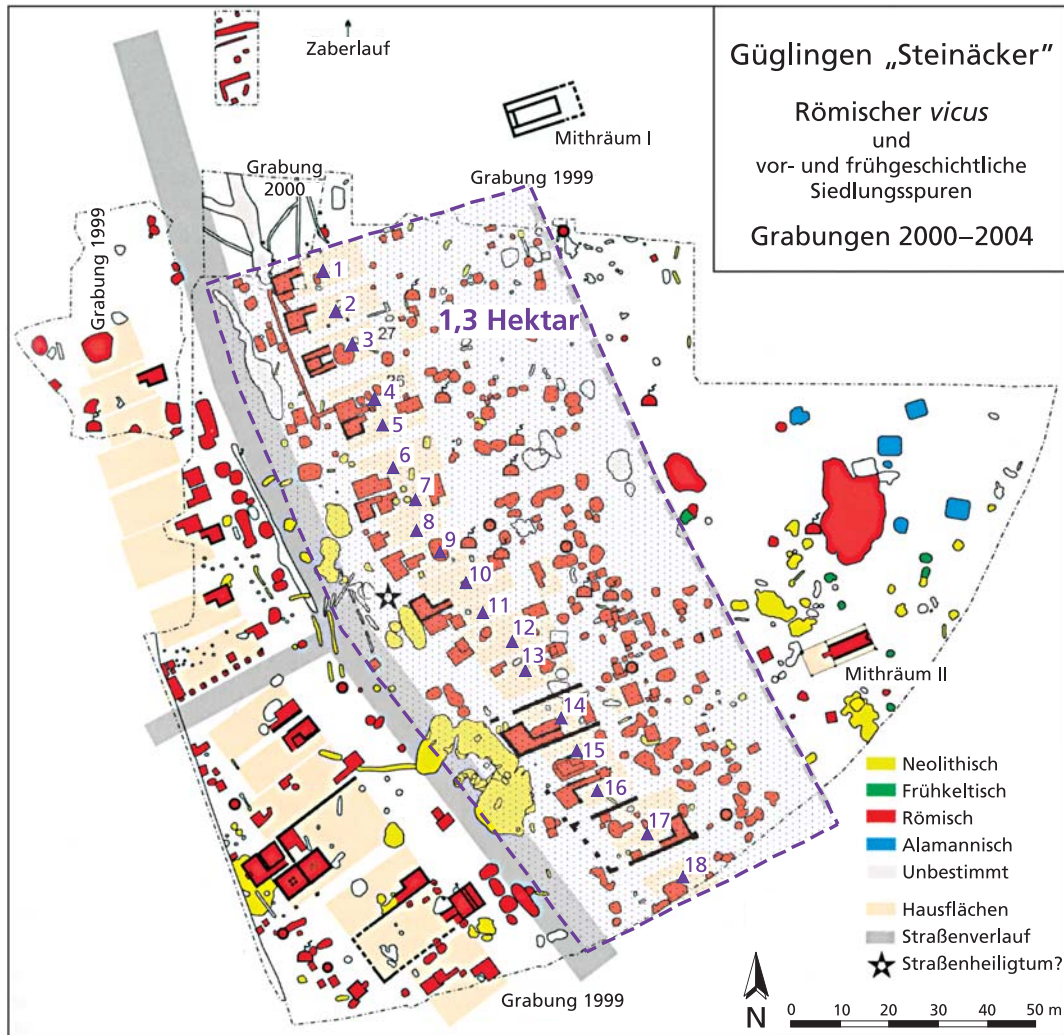 Zaberlauf
Güglingen „Steinäcker”
Römischer vicus
und
vor- und frühgeschichtliche
Siedlungsspuren
Grabungen 2000–2004
Mithräum I
Grabung
2000
Grabung 1999
Grabung 1999
1
2
1,3 Hektar
3
27
26
4
5
6
7
8
9
10
11
12
13
14
15
16
17
18
Mithräum II
Neolithisch
Frühkeltisch
Römisch
Alamannisch
Unbestimmt
Hausflächen
Straßenverlauf
Straßenheiligtum?
Grabung 1999
N
0 10 20 30 40 50 m